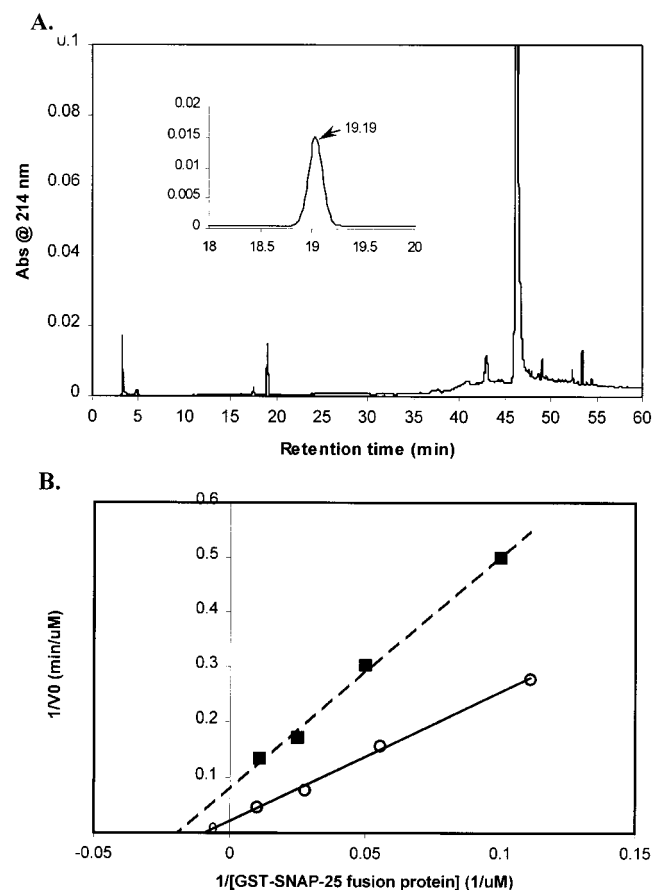 A.
0.1
0.08
0.06
0.04
0.02
0
Abs @ 214 nm
0.02
0.015
0.01
0.005
0
19.19
18 18.5 19 19.5 20
0 5 10 15 20 25 30 35 40 45 50 55 60
Retention time (min)
B.
0.6
0.5
0.4
0.3
0.2
0.1
0
1/V0 (min/uM)
-0.05 0 0.05 0.1 0.15
1/[GST-SNAP-25 fusion protein] (1/uM)